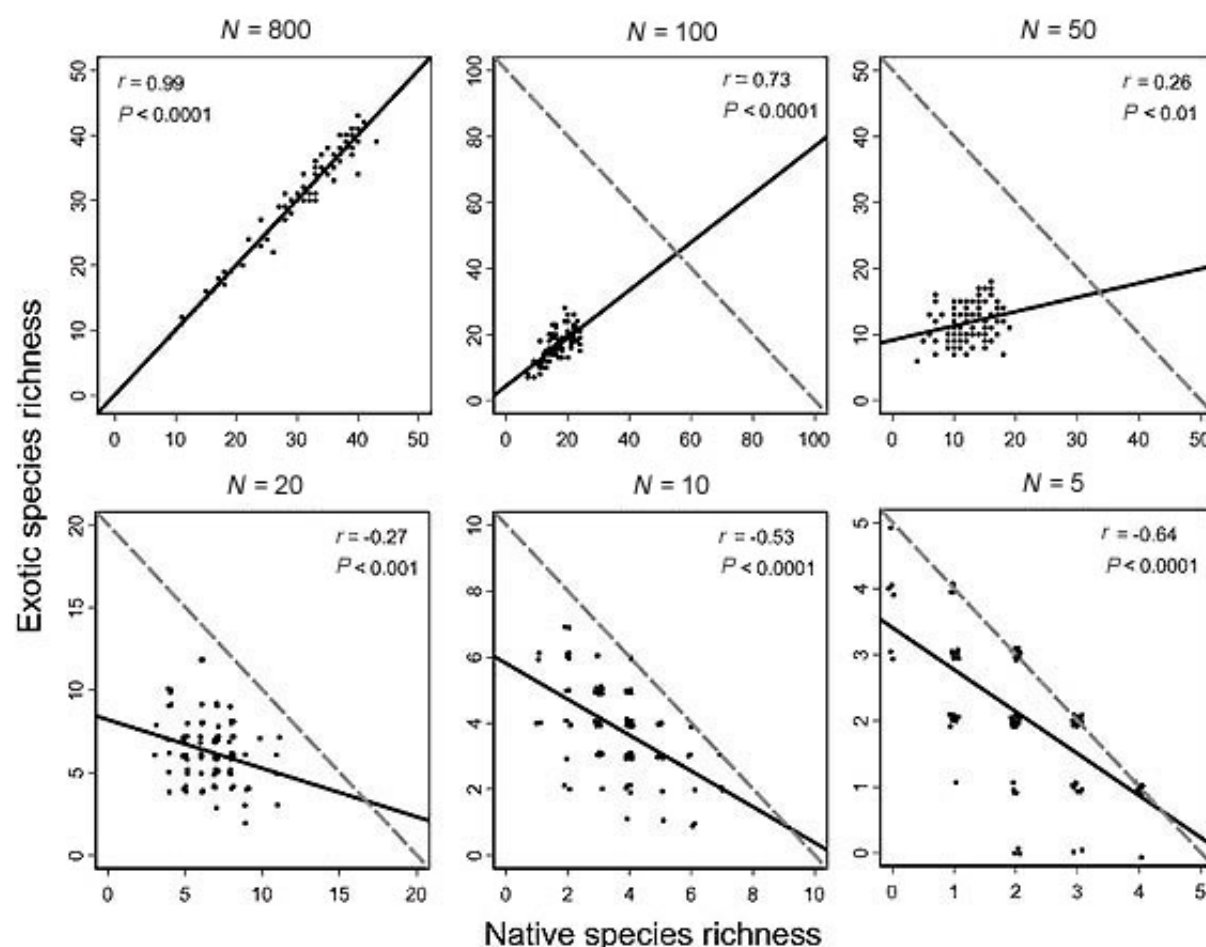 N = 800
r = 0.99
P < 0.0001
50
40
30
20
10
0
0 10 20 30 40 50
N = 100
r = 0.73
P < 0.0001
100
80
60
40
20
0
0 20 40 60 80 100
N = 50
r = 0.26
P < 0.01
50
40
30
20
10
0
0 10 20 30 40 50
Exotic species richness
N = 20
r = -0.27
P < 0.001
20
15
10
5
0
0 5 10 15 20
N = 10
r = -0.53
P < 0.0001
10
8
6
4
2
0
0 2 4 6 8 10
N = 5
r = -0.64
P < 0.0001
5
4
3
2
1
0
0 1 2 3 4 5
Native species richness